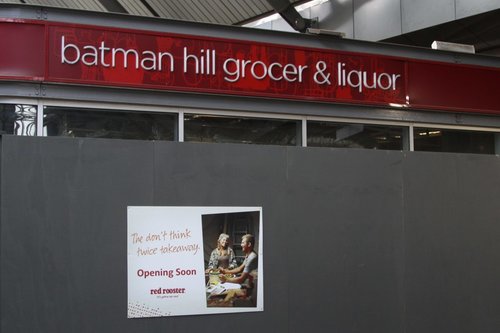 batman hill grocer & liquor
The don't think
twice takeaway.
Opening Soon
red rooster